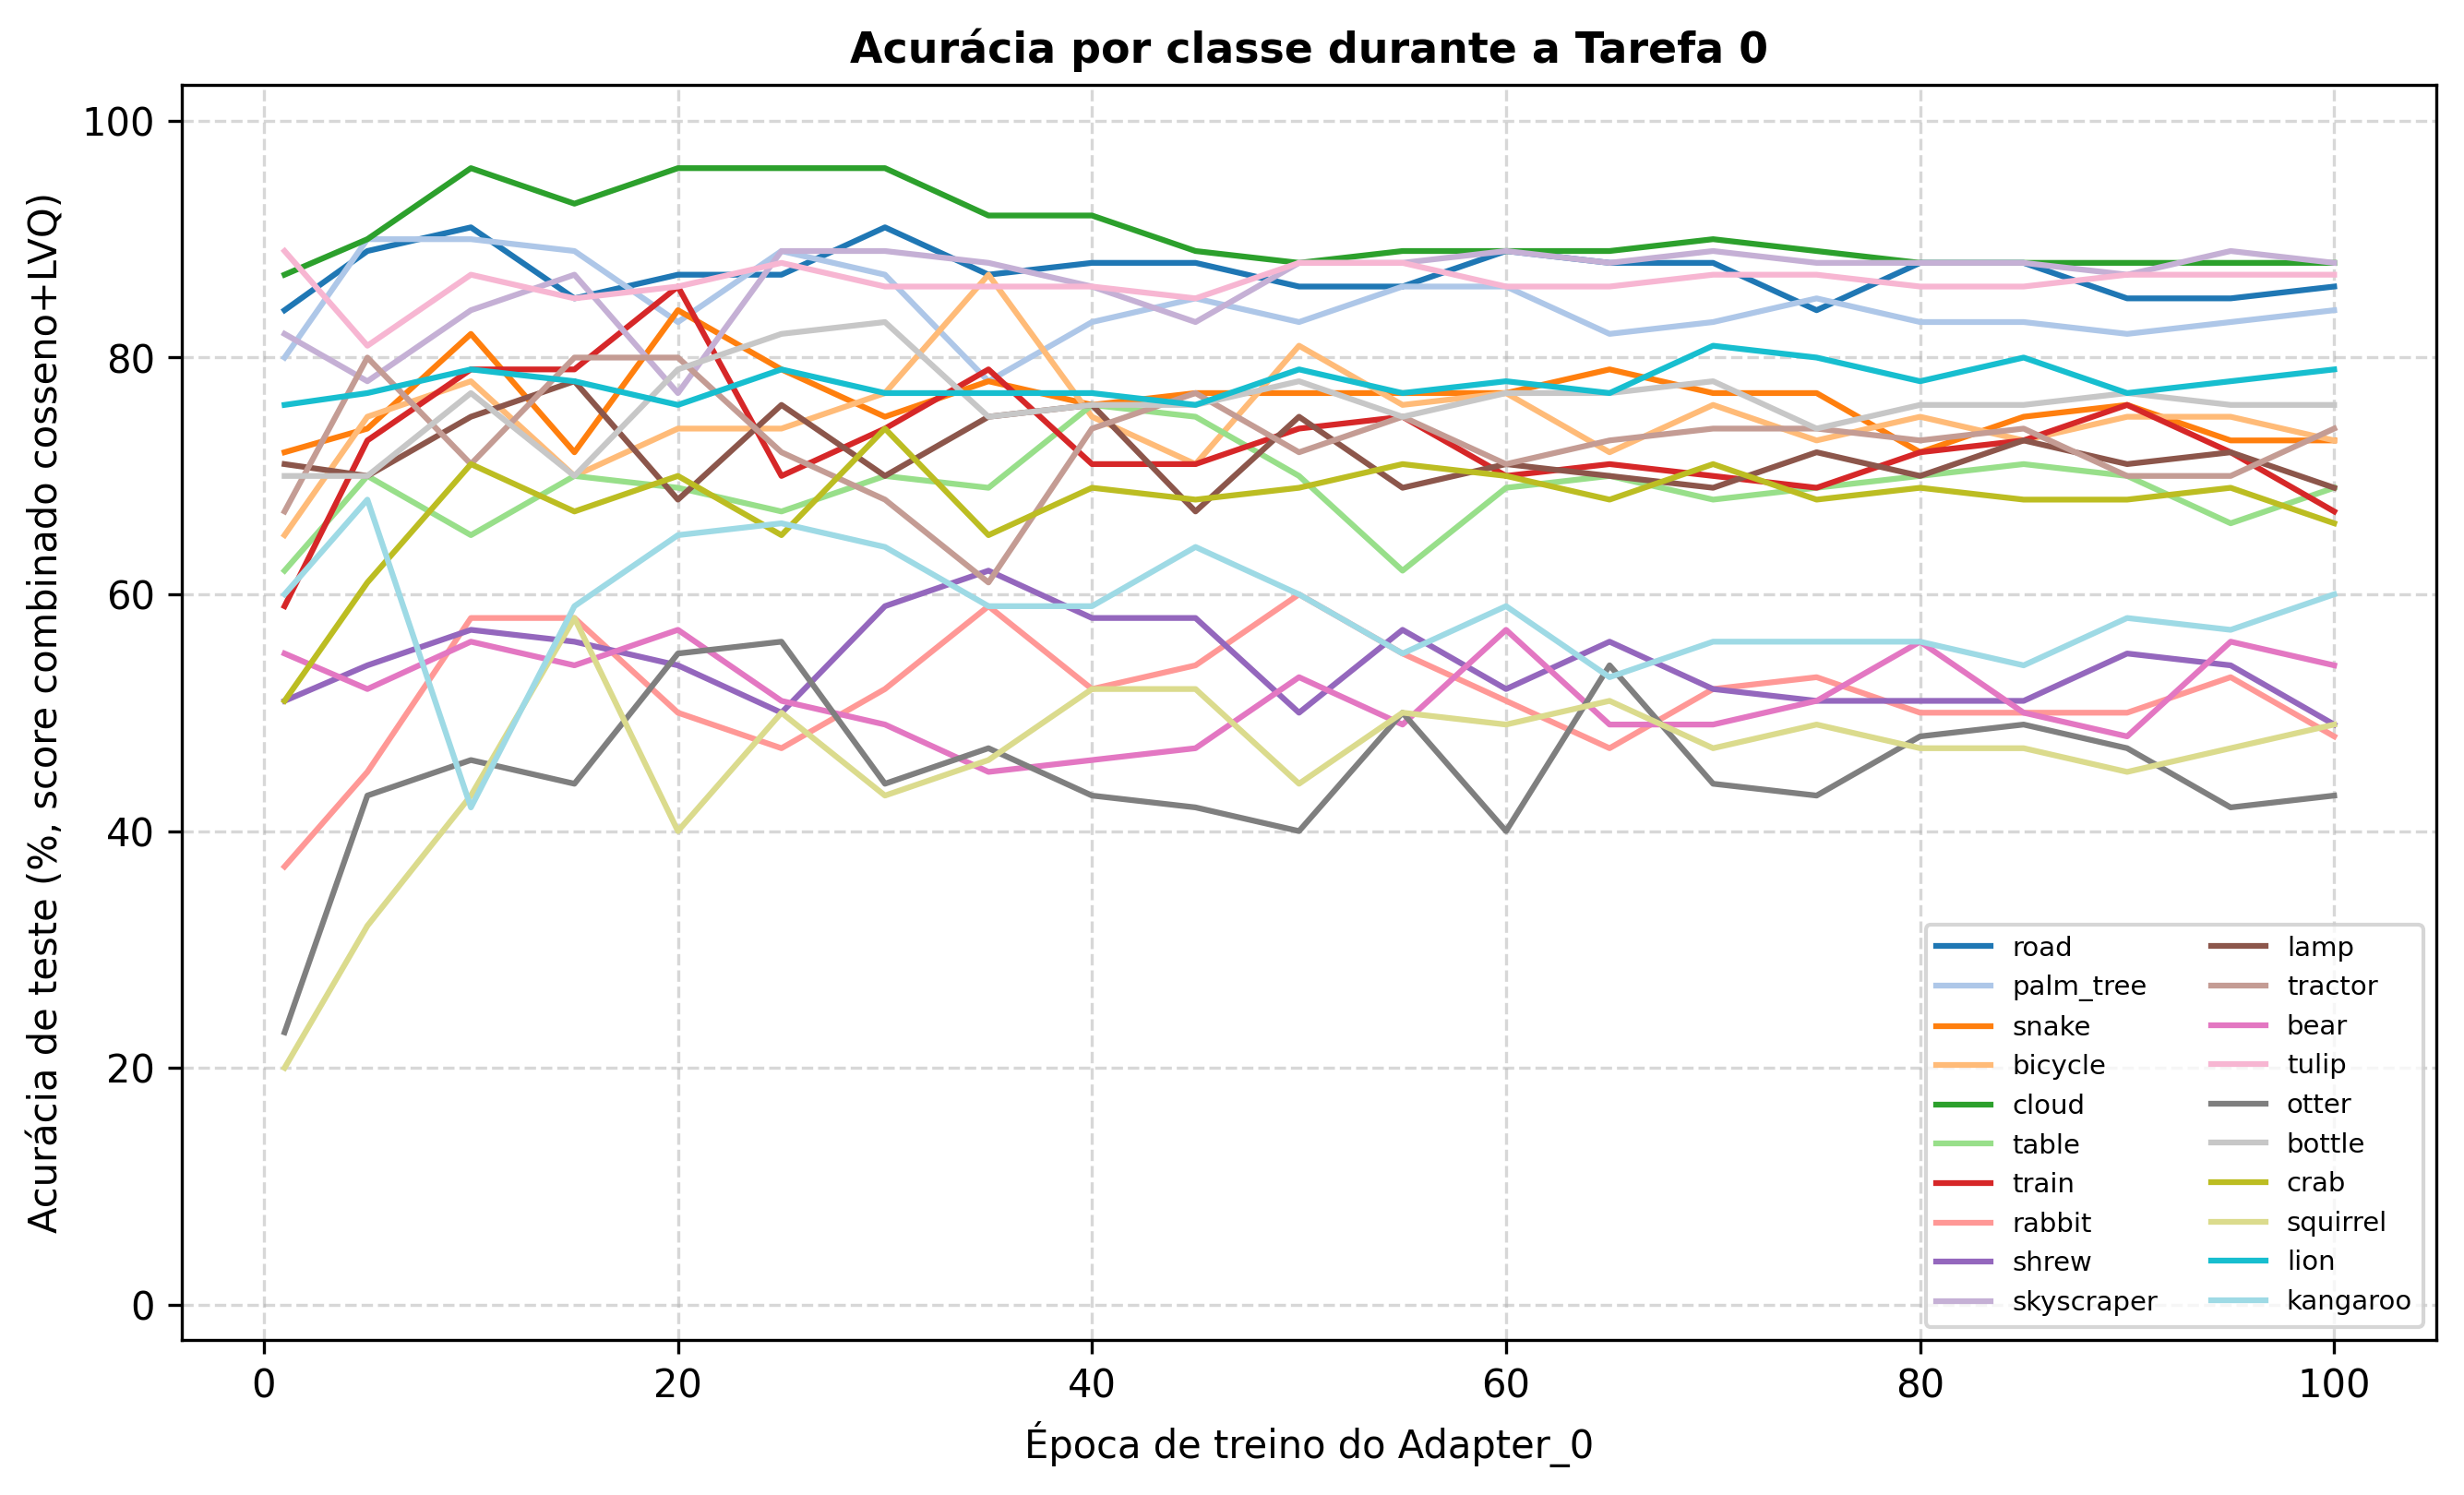 Acurácia por classe durante a Tarefa 0
Acurácia de teste (%, score combinado cosseno+LVQ)
100
80
60
40
20
0
0
20
40
60
80
100
Época de treino do Adapter_0
road
palm_tree
snake
bicycle
cloud
table
train
rabbit
shrew
skyscraper
lamp
tractor
bear
tulip
otter
bottle
crab
squirrel
lion
kangaroo